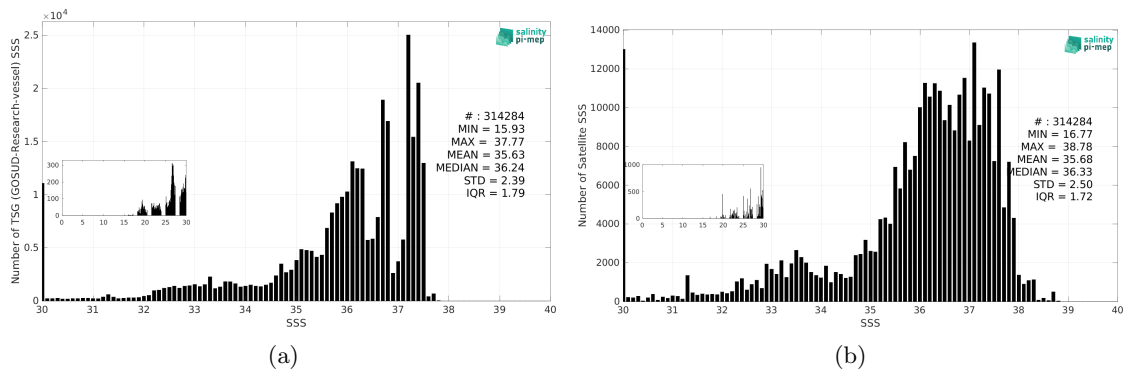 ×10⁴
2.5
2
1.5
1
0.5
0
30 31 32 33 34 35 36 37 38 39 40
SSS
Number of TSG (GOSUD-Research-vessel) SSS
salinity
pi-mep
# : 314284
MIN = 15.93
MAX = 37.77
MEAN = 35.63
MEDIAN = 36.24
STD = 2.39
IQR = 1.79
300
200
100
0
0 5 10 15 20 25 30
(a)
14000
12000
10000
8000
6000
4000
2000
0
30 31 32 33 34 35 36 37 38 39 40
SSS
Number of Satellite SSS
salinity
pi-mep
# : 314284
MIN = 16.77
MAX = 38.78
MEAN = 35.68
MEDIAN = 36.33
STD = 2.50
IQR = 1.72
1000
500
0
0 5 10 15 20 25 30
(b)